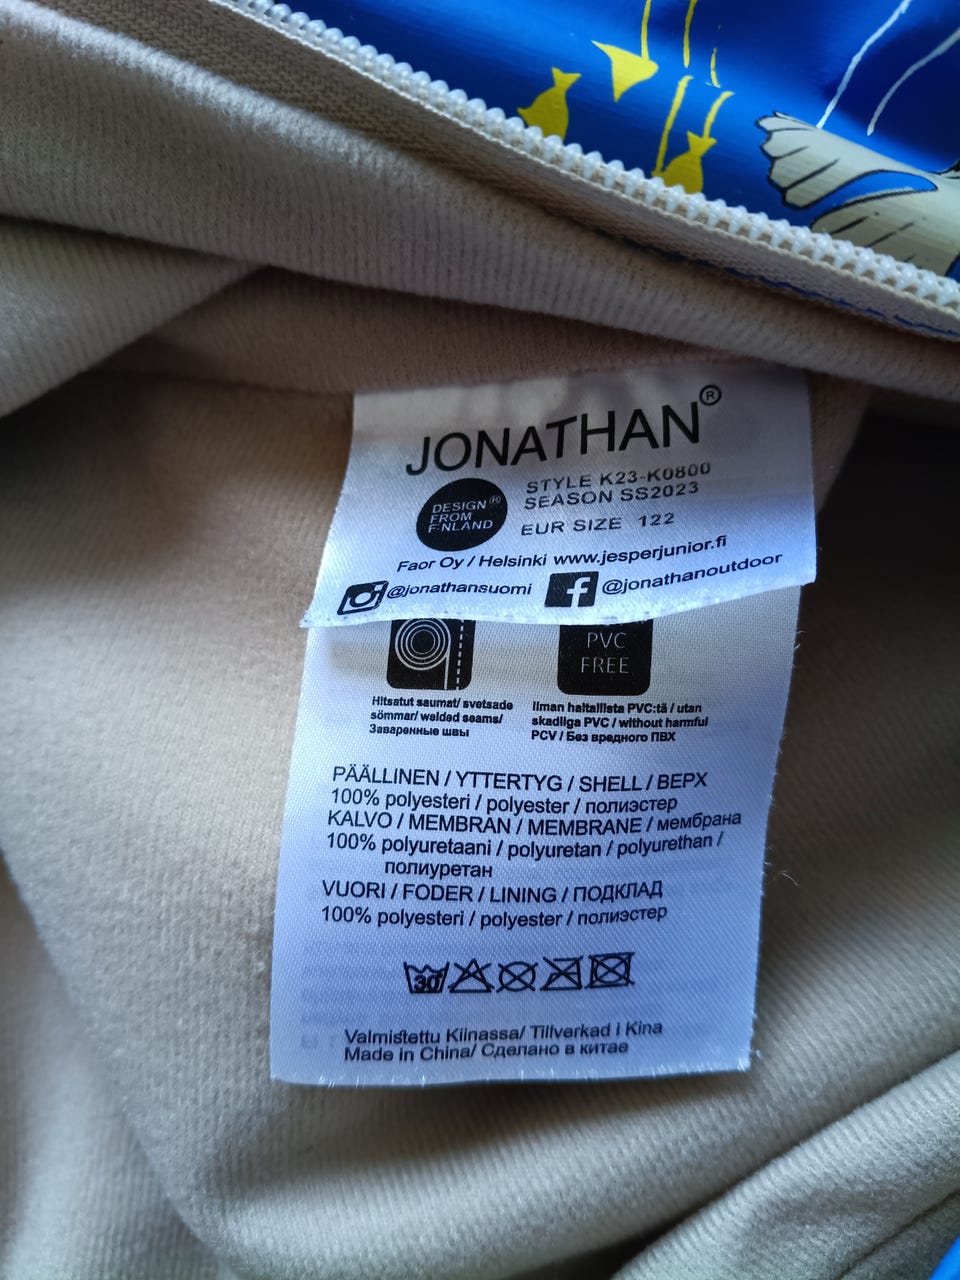 JONATHAN®
STYLE K23-K0800
SEASON SS2023
EUR SIZE 122
DESIGN®
FROM
FINLAND
Faor Oy / Helsinki www.jesperjunior.fi
@jonathansuomi @jonathanoutdoor
PVC
FREE
Hitsatut saumat/ svetsade
sömmar/ welded seams/
Заваренные швы
Ilman haitallista PVC:tä / utan
skadliga PVC / without harmful
PCV / Без вредного ПВХ
PÄÄLLINEN / YTTERTYG / SHELL / ВЕРХ
100% polyesteri / polyester / полиэстер
KALVO / MEMBRAN / MEMBRANE / мембрана
100% polyuretaani / polyuretan / polyurethan /
полиуретан
VUORI / FODER / LINING / ПОДКЛАД
100% polyesteri / polyester / полиэстер
30
Valmistettu Kiinassa/ Tillverkad i Kina
Made in China/ Сделано в китае